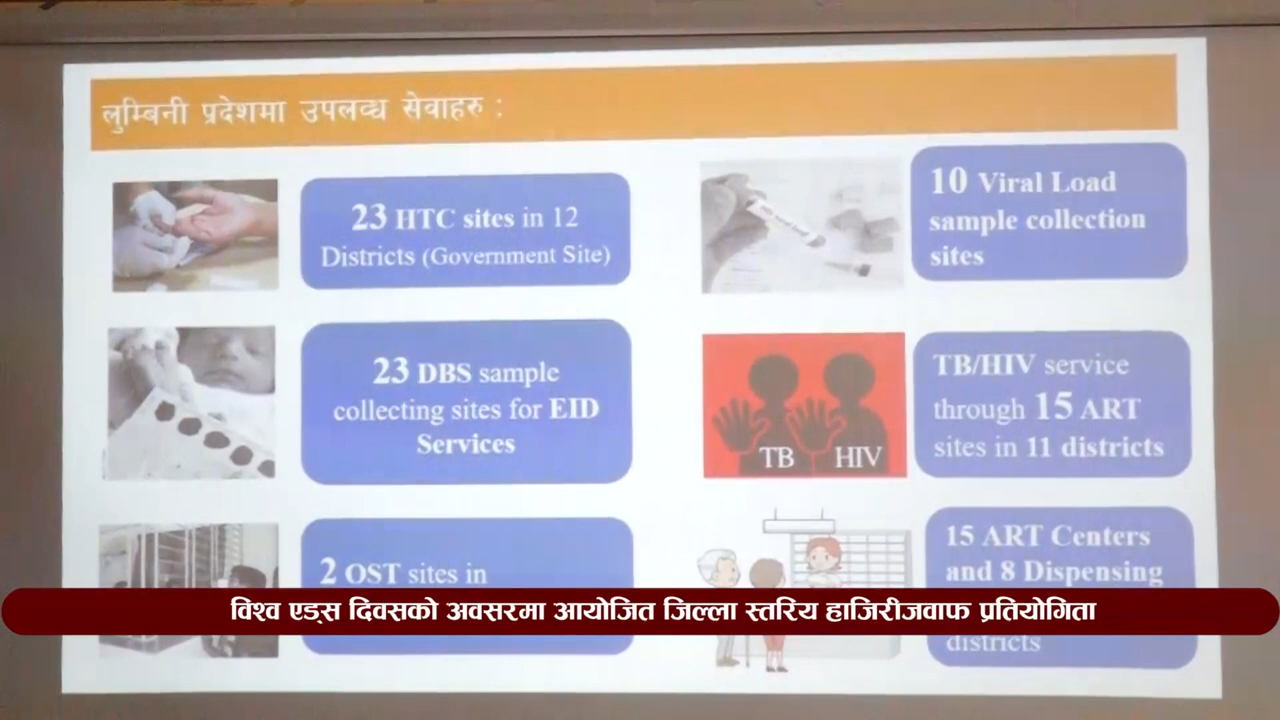 लुम्बिनी प्रदेशमा उपलब्ध सेवाहरु :
23 HTC sites in 12
Districts (Government Site)
10 Viral Load
sample collection
sites
23 DBS sample
collecting sites for EID
Services
TB HIV
TB/HIV service
through 15 ART
sites in 11 districts
2 OST sites in
15 ART Centers
and 8 Dispensing
districts
विश्व एड्स दिवसको अवसरमा आयोजित जिल्ला स्तरिय हाजिरीजवाफ प्रतियोगिता